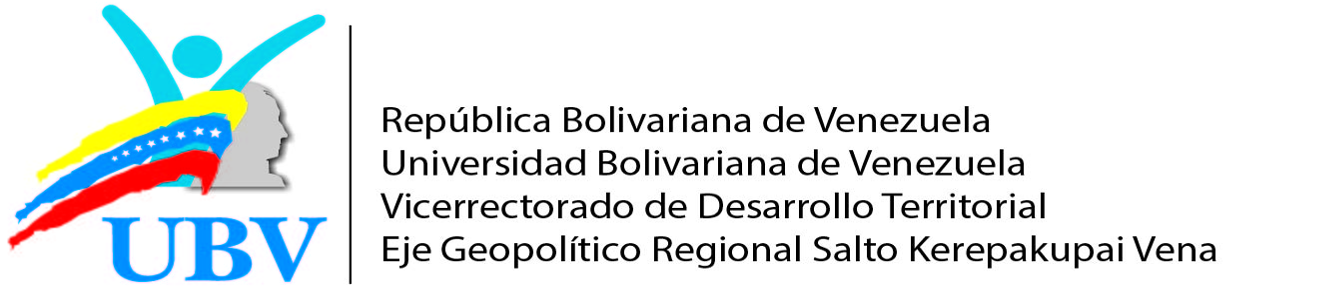 UBV
República Bolivariana de Venezuela
Universidad Bolivariana de Venezuela
Vicerrectorado de Desarrollo Territorial
Eje Geopolítico Regional Salto Kerepakupai Vena